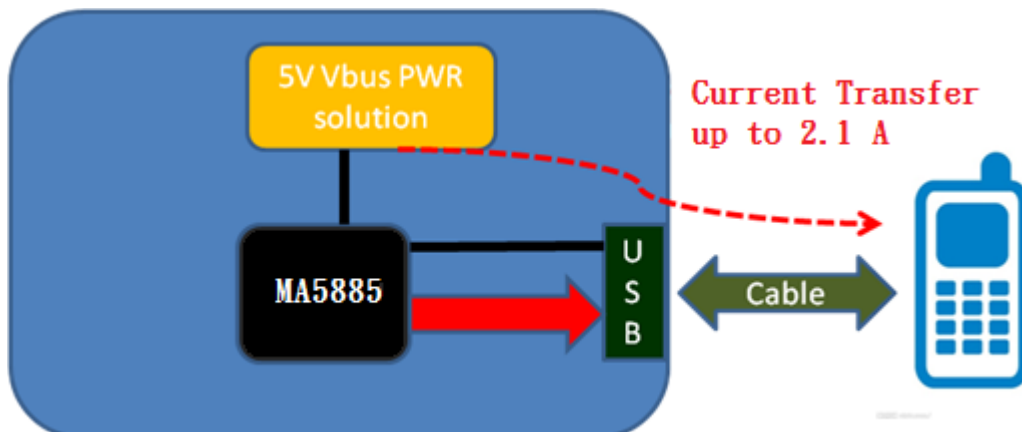 5V Vbus PWR
solution
Current Transfer
up to 2.1 A
MA5885
U
S
B
Cable